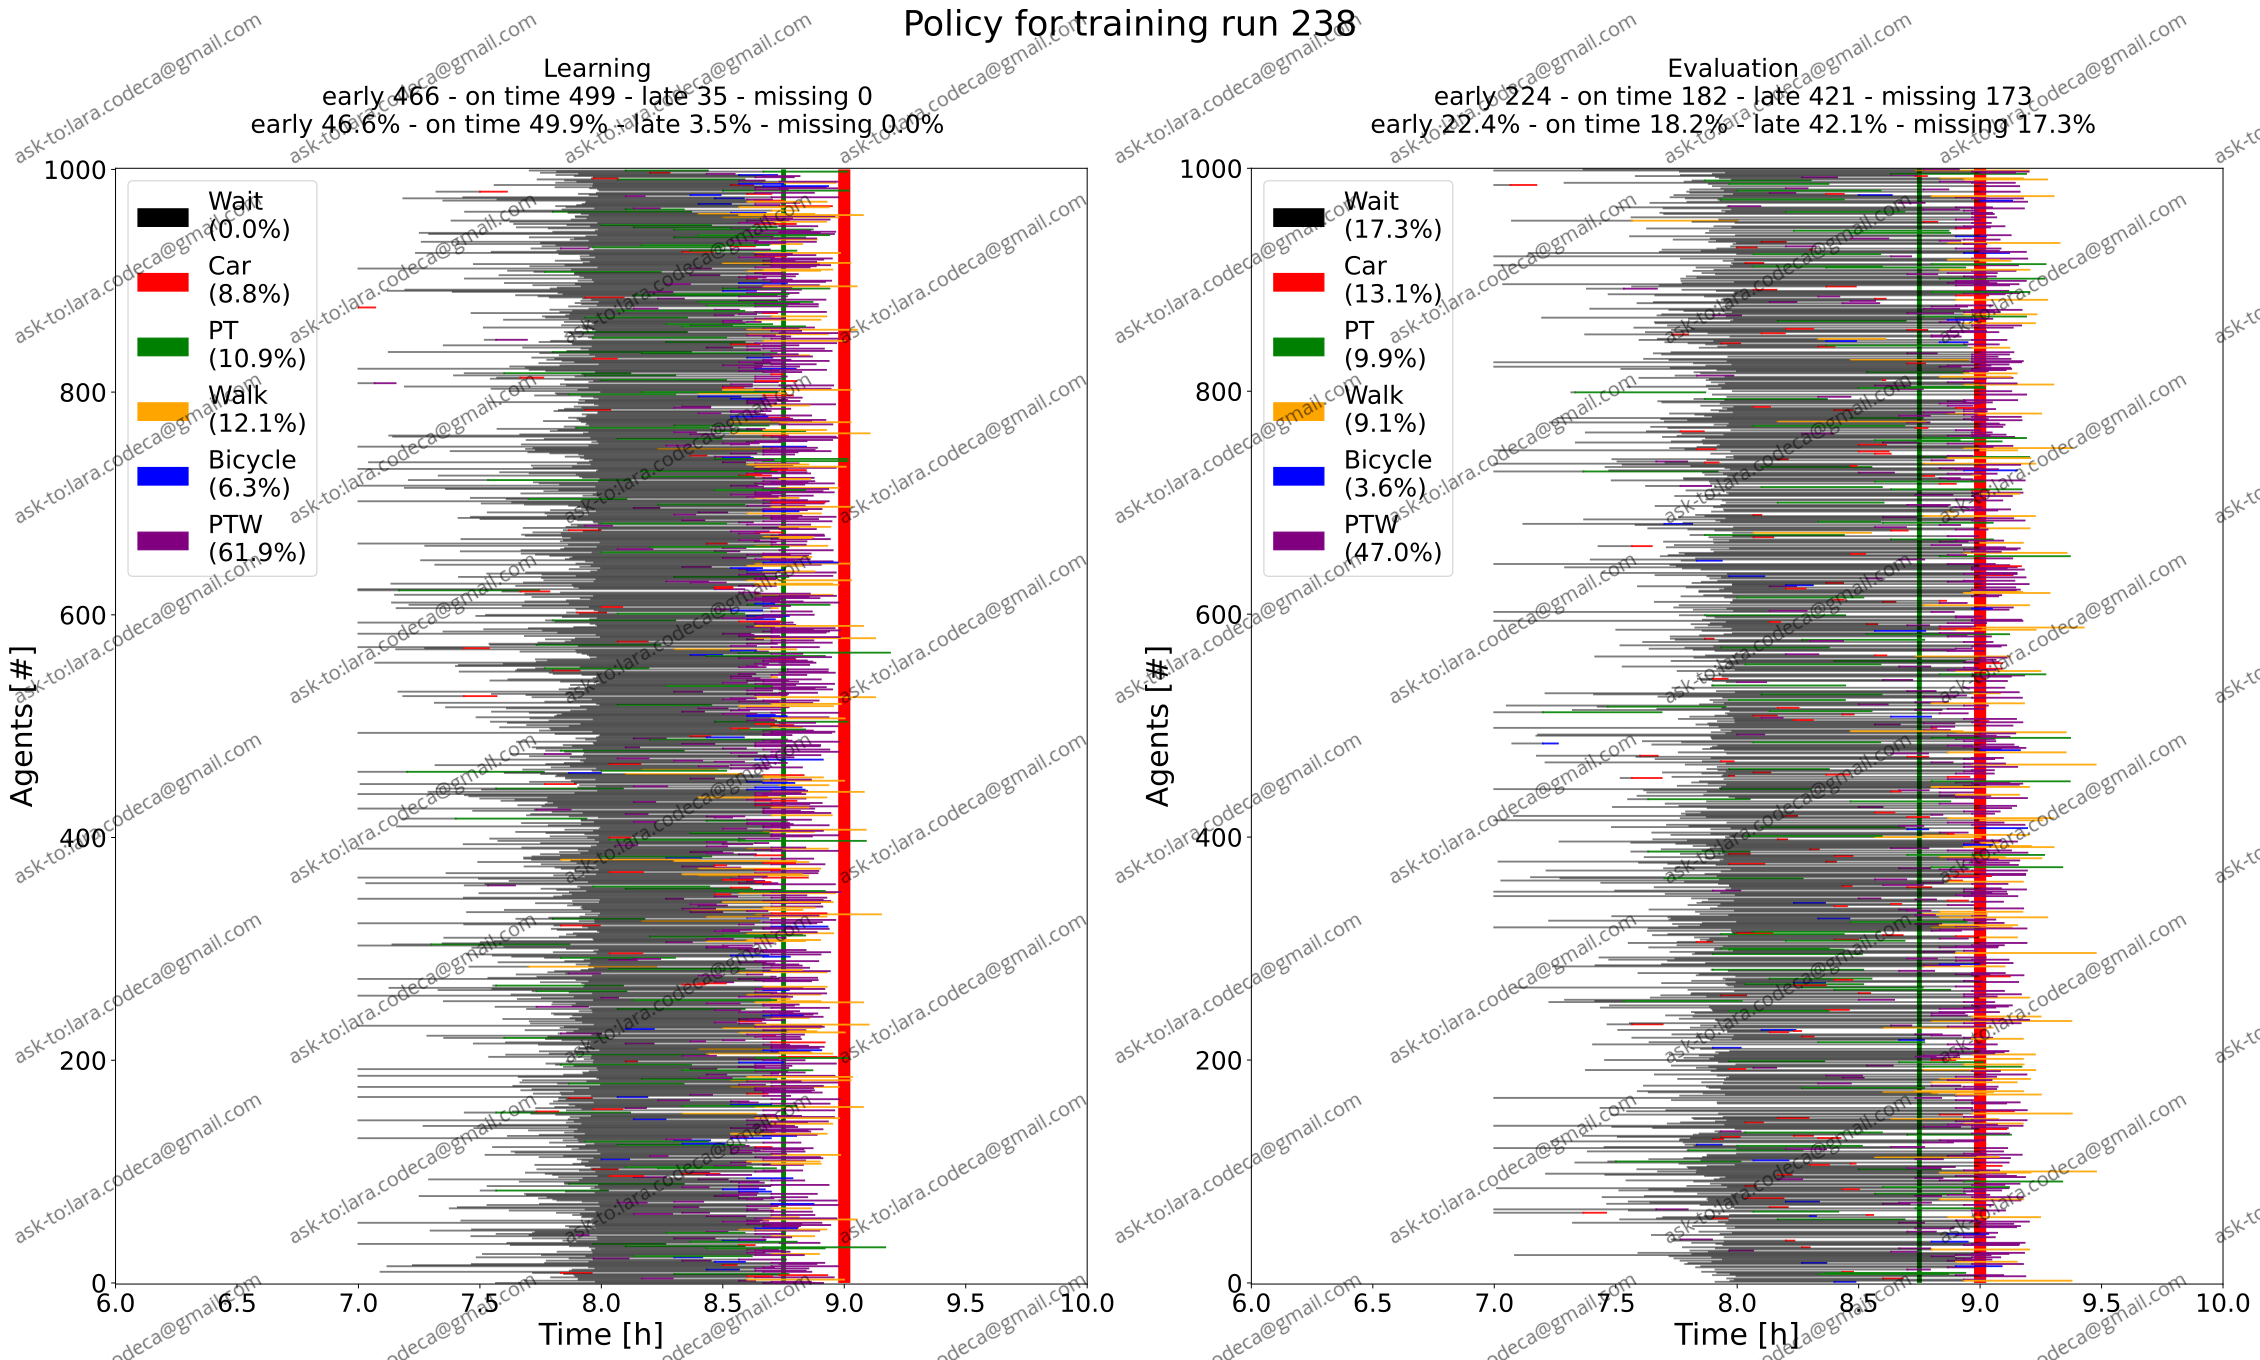 Policy for training run 238
Learning
early 466 - on time 499 - late 35 - missing 0
early 46.6% - on time 49.9% - late 3.5% - missing 0.0%
Evaluation
early 224 - on time 182 - late 421 - missing 173
early 22.4% - on time 18.2% - late 42.1% - missing 17.3%
Wait
(0.0%)
Car
(8.8%)
PT
(10.9%)
Walk
(12.1%)
Bicycle
(6.3%)
PTW
(61.9%)
1000
800
600
400
200
0
Agents [#]
6.0 6.5 7.0 7.5 8.0 8.5 9.0 9.5 10.0
Time [h]
Wait
(17.3%)
Car
(13.1%)
PT
(9.9%)
Walk
(9.1%)
Bicycle
(3.6%)
PTW
(47.0%)
1000
800
600
400
200
0
Agents [#]
6.0 6.5 7.0 7.5 8.0 8.5 9.0 9.5 10.0
Time [h]
ask-to:lara.codeca@gmail.com